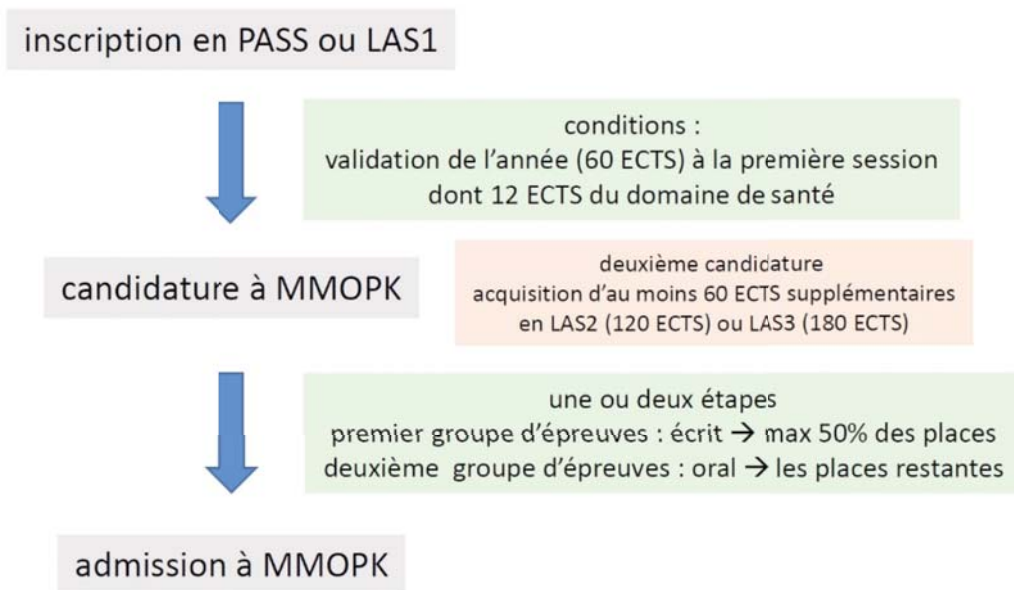 inscription en PASS ou LAS1
conditions :
validation de l'année (60 ECTS) à la première session
dont 12 ECTS du domaine de santé
candidature à MMOPK
deuxième candidature
acquisition d'au moins 60 ECTS supplémentaires
en LAS2 (120 ECTS) ou LAS3 (180 ECTS)
une ou deux étapes
premier groupe d'épreuves : écrit → max 50% des places
deuxième groupe d'épreuves : oral → les places restantes
admission à MMOPK